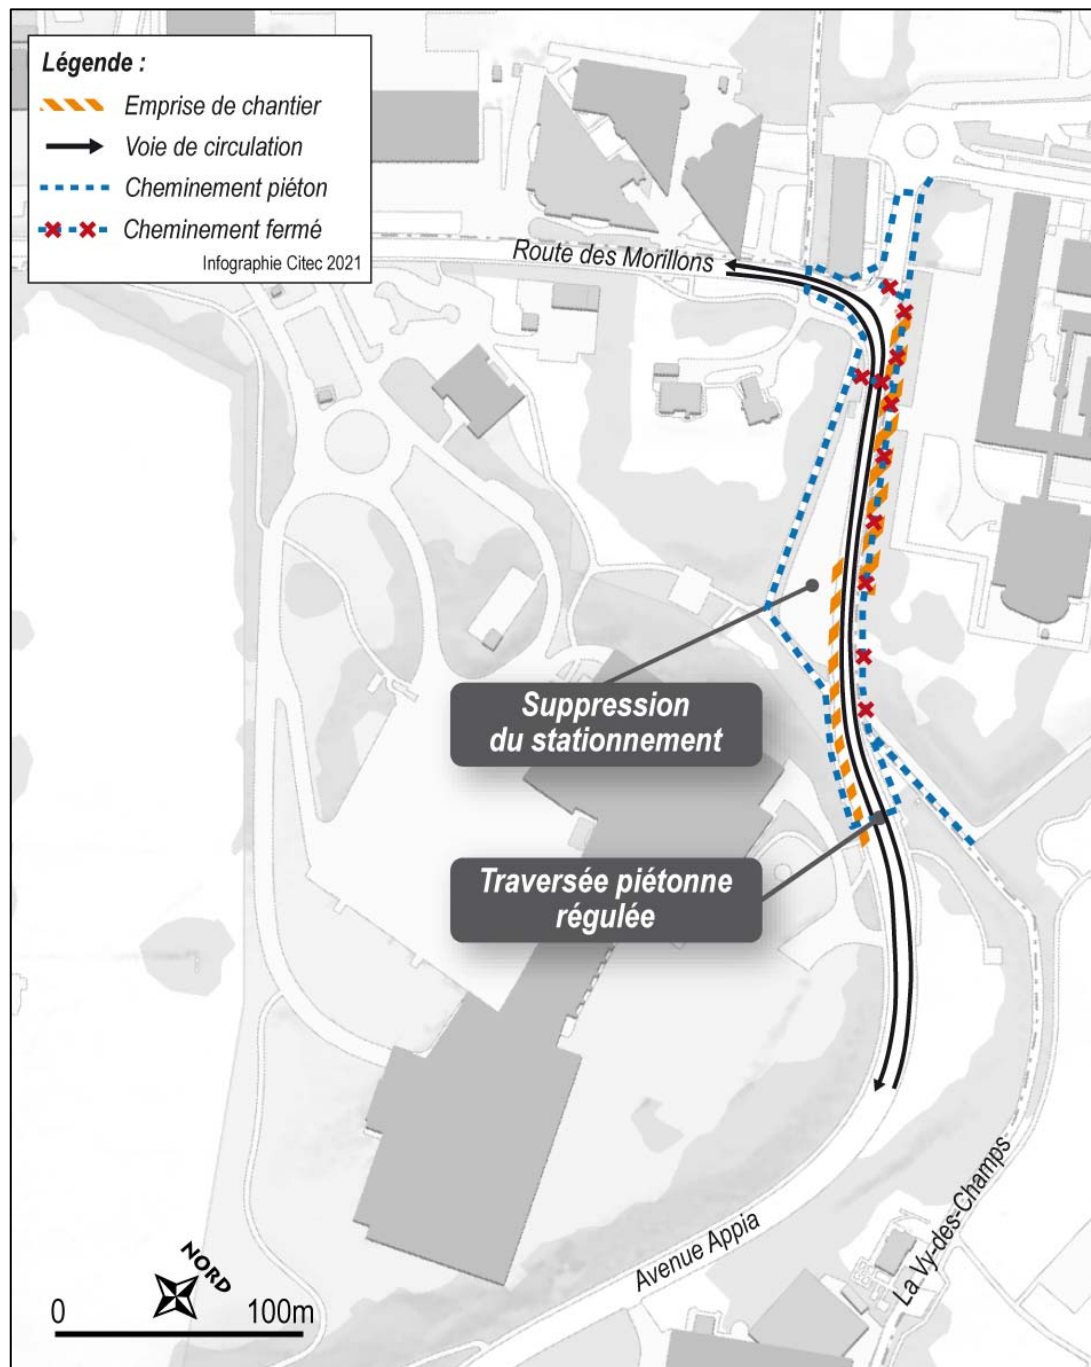 Légende :
Emprise de chantier
Voie de circulation
Cheminement piéton
Cheminement fermé
Infographie Citec 2021
Route des Morillons
Suppression
du stationnement
Traversée piétonne
régulée
Avenue Appia
La Vy-des-Champs
NORD
0 100m